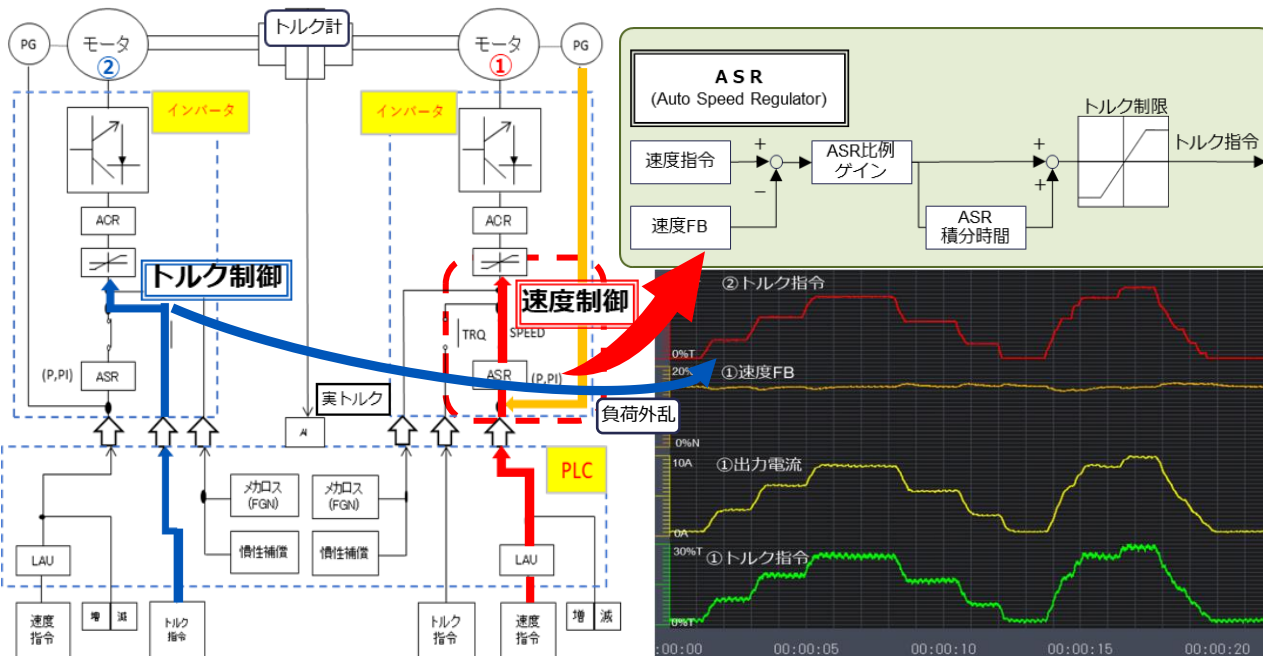 PG
モータ
②
トルク計
モータ
①
PG
インバータ
インバータ
ACR
ACR
トルク制御
速度制御
TRQ
SPEED
(P,PI)
ASR
ASR
(P,PI)
実トルク
AI
負荷外乱
PLC
メカロス
(FGN)
メカロス
(FGN)
慣性補償
慣性補償
LAU
LAU
速度
指令
増
減
トルク
指令
トルク
指令
速度
指令
増
減
ASR
(Auto Speed Regulator)
速度指令
+
−
速度FB
ASR比例
ゲイン
ASR
積分時間
+
+
トルク制限
トルク指令
②トルク指令
0%T
20%
①速度FB
0%N
10A
①出力電流
0A
30%T
①トルク指令
0%T
:00:00
00:00:05
00:00:10
00:00:15
00:00:20